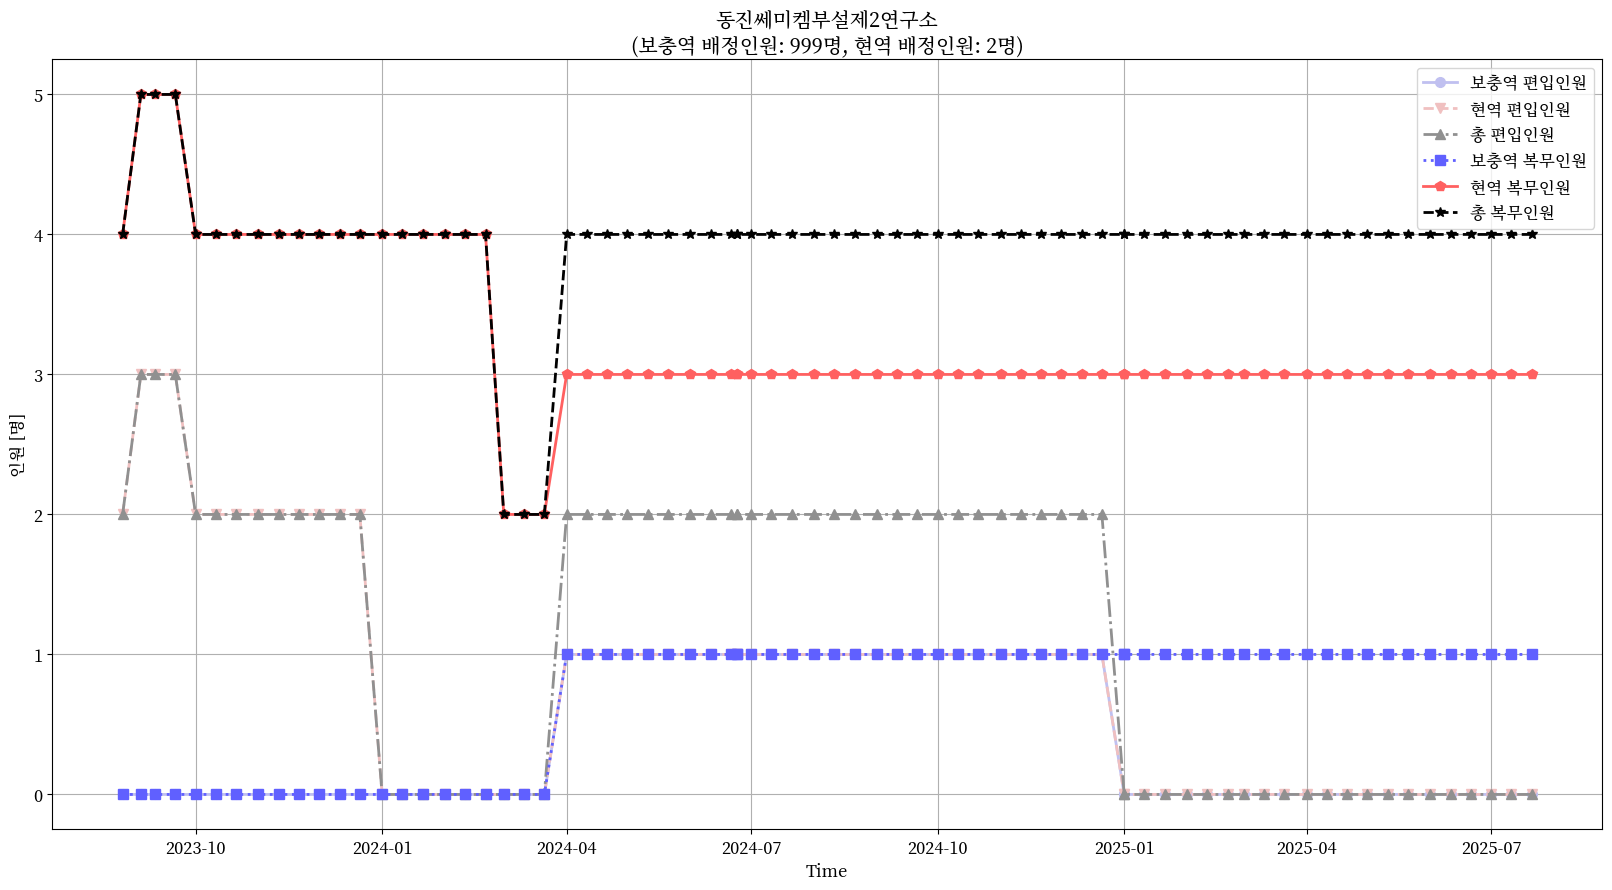 동진쎄미켐부설제2연구소
(보충역 배정인원: 999명, 현역 배정인원: 2명)
보충역 편입인원
현역 편입인원
총 편입인원
보충역 복무인원
현역 복무인원
총 복무인원
인원 [명]
5
4
3
2
1
0
2023-10
2024-01
2024-04
2024-07
2024-10
2025-01
2025-04
2025-07
Time